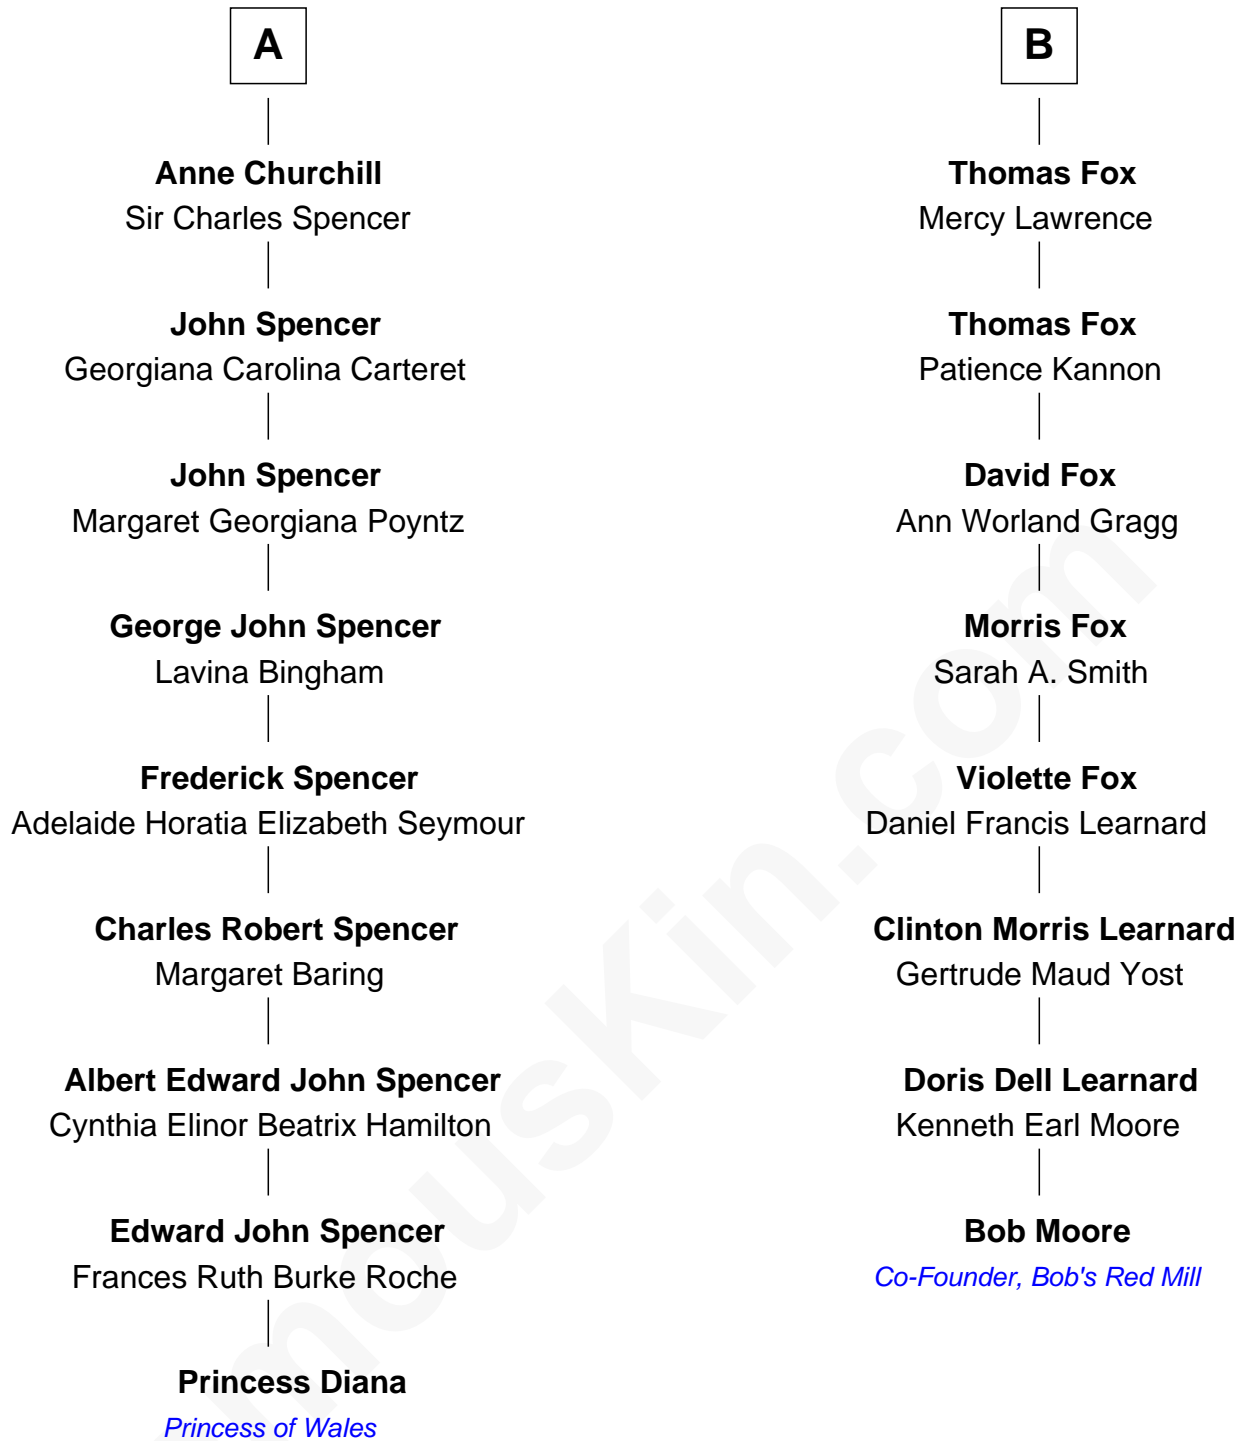 A
Anne Churchill
Sir Charles Spencer
John Spencer
Georgiana Carolina Carteret
John Spencer
Margaret Georgiana Poyntz
George John Spencer
Lavina Bingham
Frederick Spencer
Adelaide Horatia Elizabeth Seymour
Charles Robert Spencer
Margaret Baring
Albert Edward John Spencer
Cynthia Elinor Beatrix Hamilton
Edward John Spencer
Frances Ruth Burke Roche
Princess Diana
Princess of Wales
B
Thomas Fox
Mercy Lawrence
Thomas Fox
Patience Kannon
David Fox
Ann Worland Gragg
Morris Fox
Sarah A. Smith
Violette Fox
Daniel Francis Learnard
Clinton Morris Learnard
Gertrude Maud Yost
Doris Dell Learnard
Kenneth Earl Moore
Bob Moore
Co-Founder, Bob's Red Mill
mousKin.com